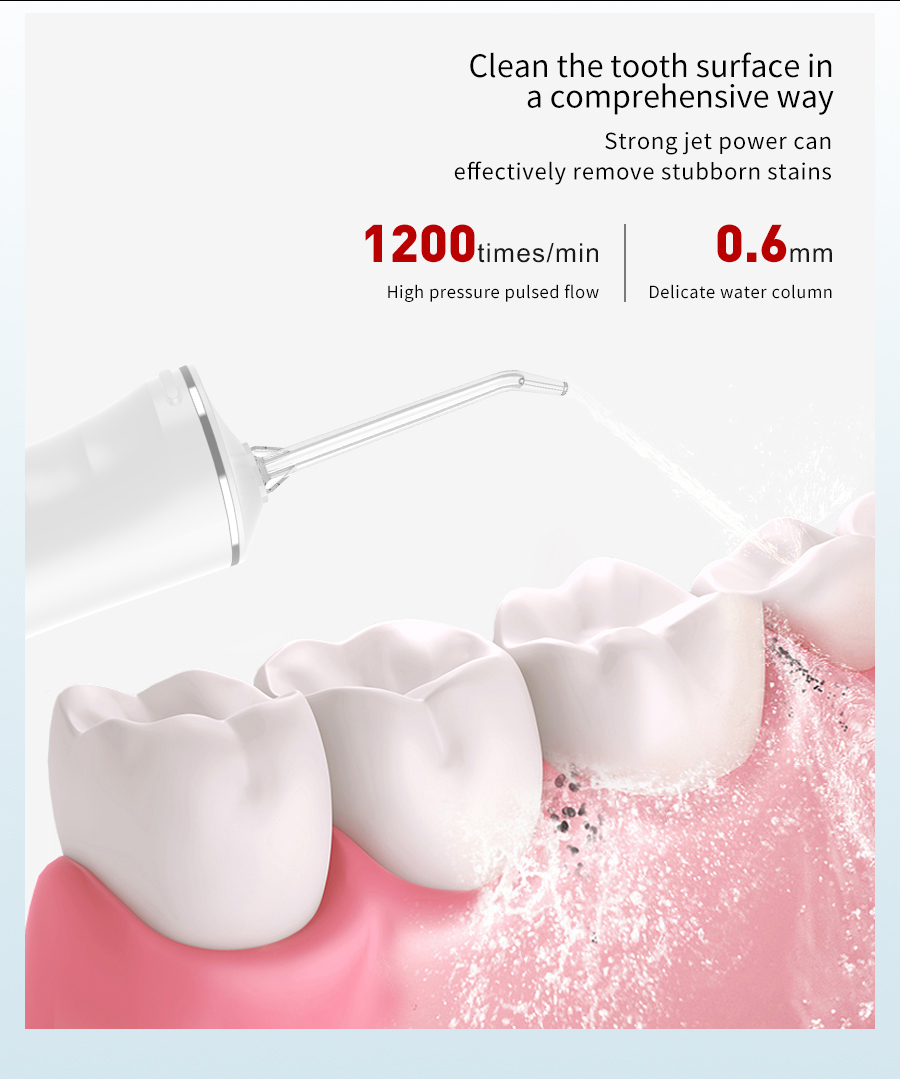 Clean the tooth surface in
a comprehensive way
Strong jet power can
effectively remove stubborn stains
1200times/min
High pressure pulsed flow
0.6mm
Delicate water column